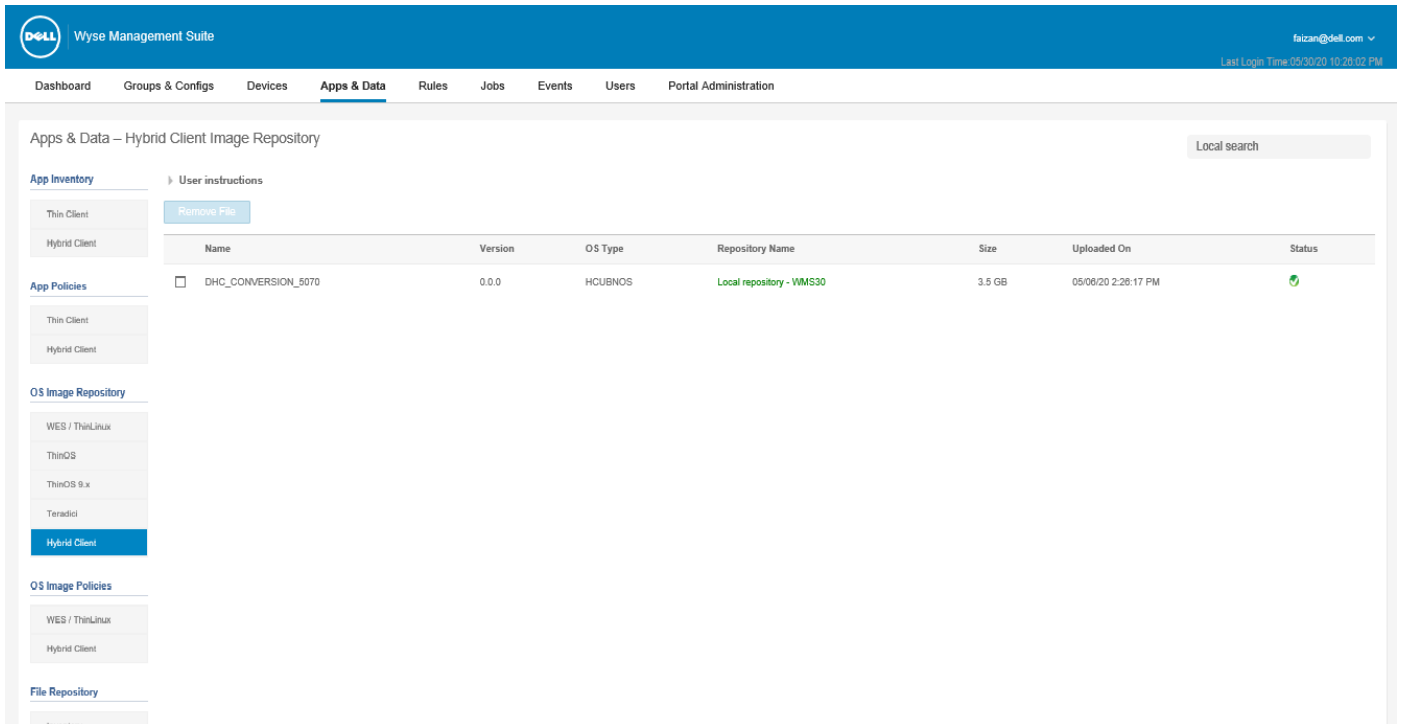 DELL Wyse Management Suite
faizan@dell.com
Last Login Time:05/30/20 10:26:02 PM
Dashboard Groups & Configs Devices Apps & Data Rules Jobs Events Users Portal Administration
Apps & Data – Hybrid Client Image Repository
Local search
App Inventory
Thin Client
Hybrid Client
App Policies
Thin Client
Hybrid Client
OS Image Repository
WES / ThinLinux
ThinOS
ThinOS 9.x
Teradici
Hybrid Client
OS Image Policies
WES / ThinLinux
Hybrid Client
File Repository
User instructions
Remove File
Name Version OS Type Repository Name Size Uploaded On Status
DHC_CONVERSION_5070 0.0.0 HCUBNOS Local repository - WMS30 3.5 GB 05/06/20 2:26:17 PM